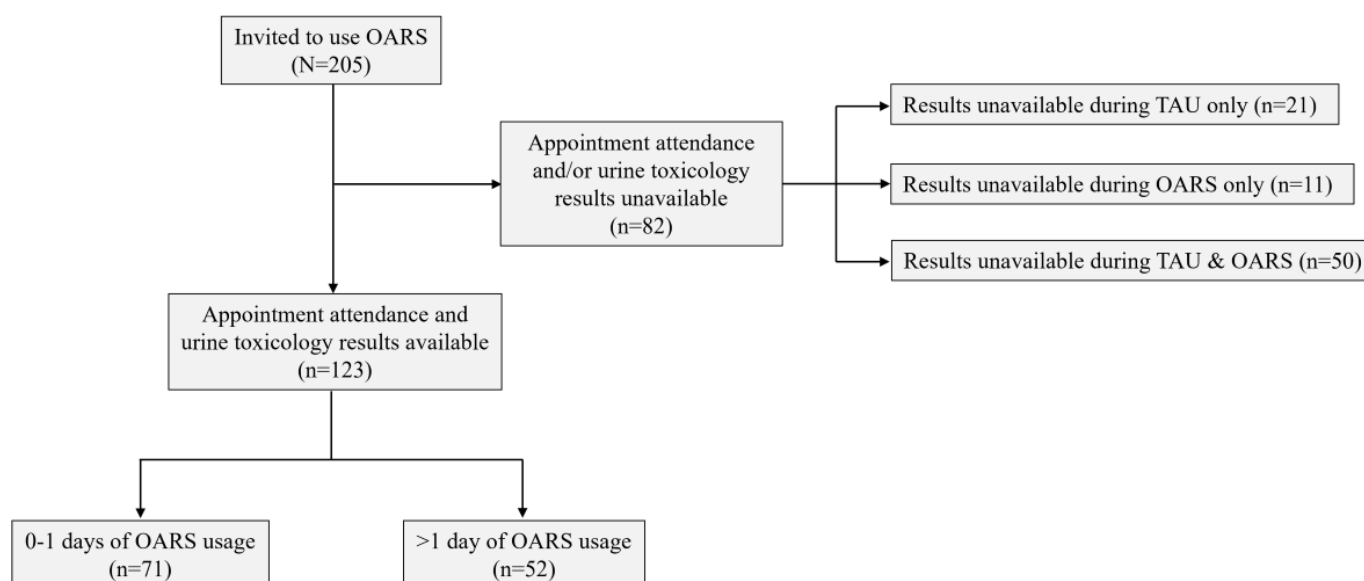 Invited to use OARS
(N=205)
Appointment attendance
and/or urine toxicology
results unavailable
(n=82)
Results unavailable during TAU only (n=21)
Results unavailable during OARS only (n=11)
Results unavailable during TAU & OARS (n=50)
Appointment attendance and
urine toxicology results available
(n=123)
0-1 days of OARS usage
(n=71)
>1 day of OARS usage
(n=52)